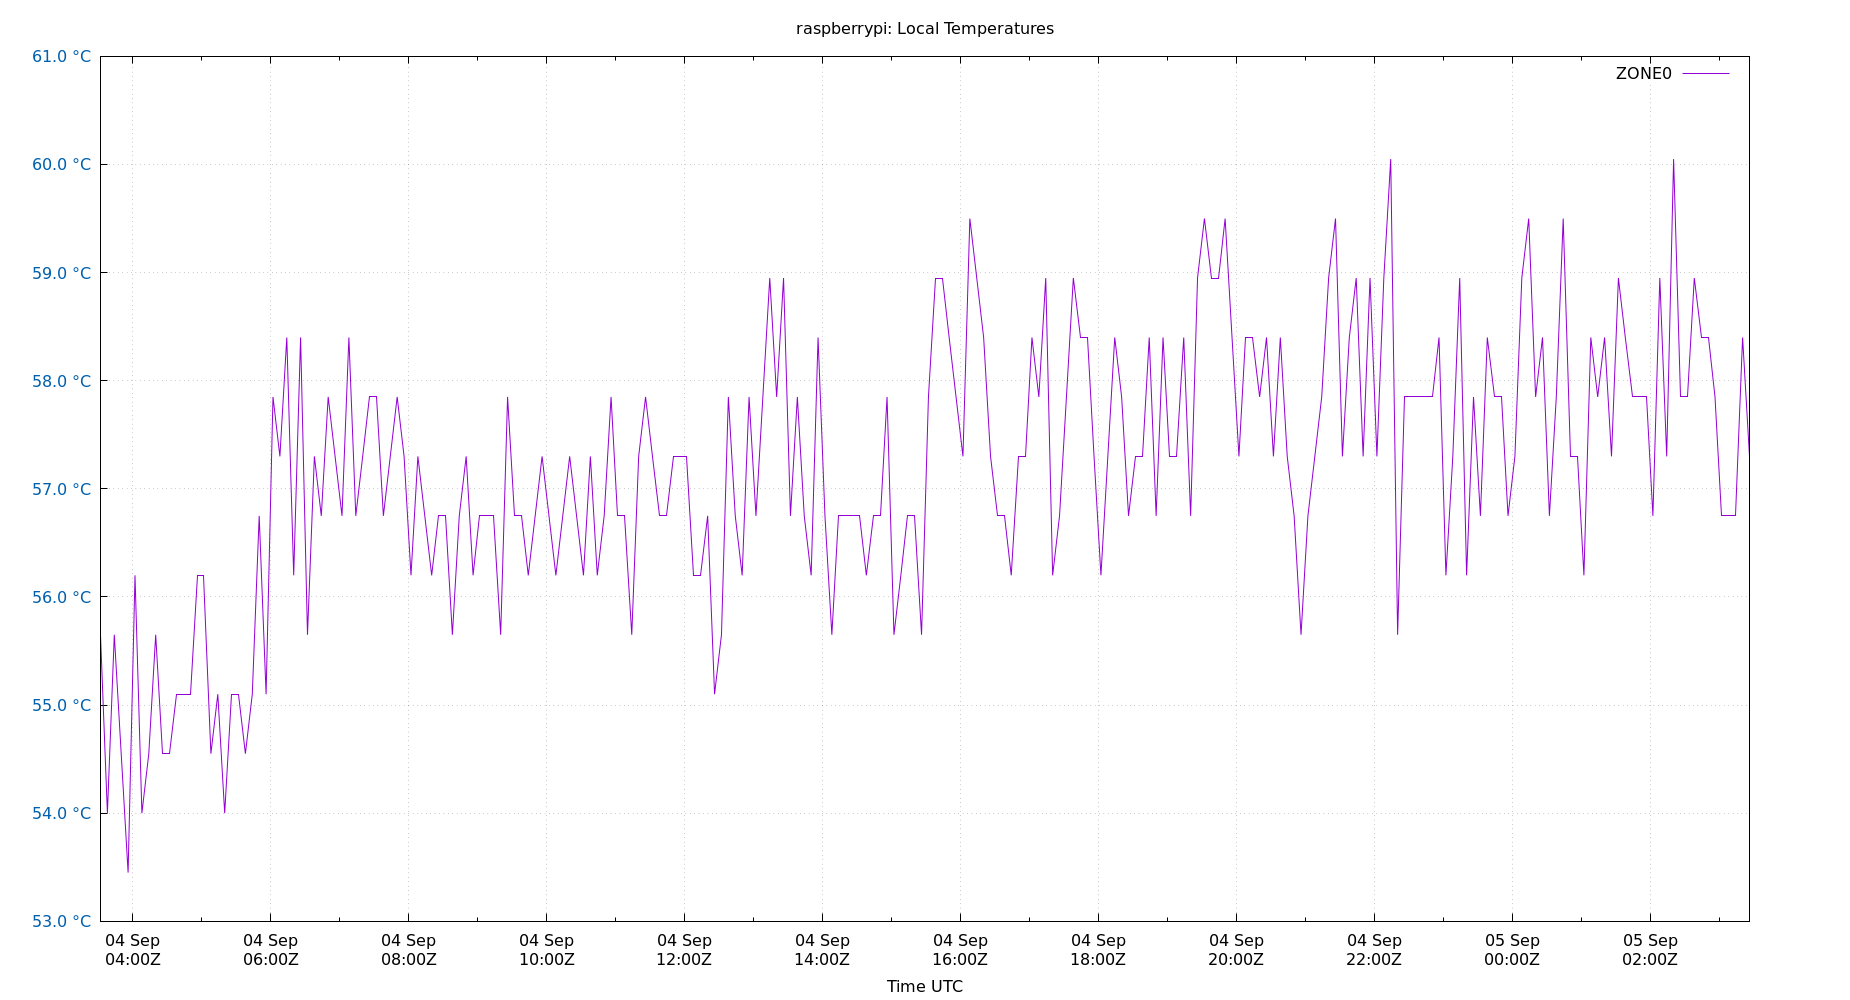 raspberrypi: Local Temperatures
61.0 °C
ZONE0
60.0 °C
59.0 °C
58.0 °C
57.0 °C
56.0 °C
55.0 °C
54.0 °C
53.0 °C
04 Sep 04 Sep 04 Sep 04 Sep 04 Sep 04 Sep 04 Sep 04 Sep 04 Sep 04 Sep 05 Sep 05 Sep
04:00Z 06:00Z 08:00Z 10:00Z 12:00Z 14:00Z 16:00Z 18:00Z 20:00Z 22:00Z 00:00Z 02:00Z
Time UTC